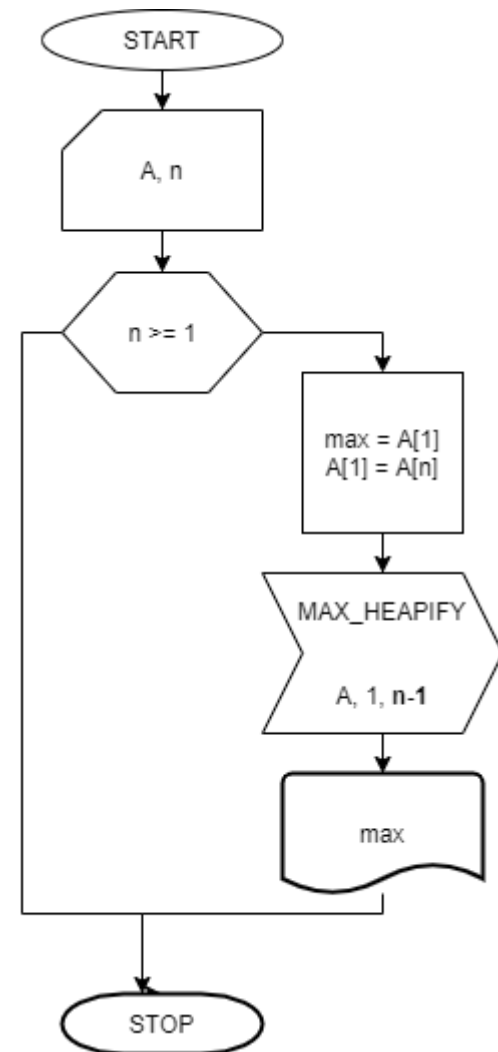 START
A, n
n >= 1
max = A[1]
A[1] = A[n]
MAX_HEAPIFY
A, 1, n-1
max
STOP